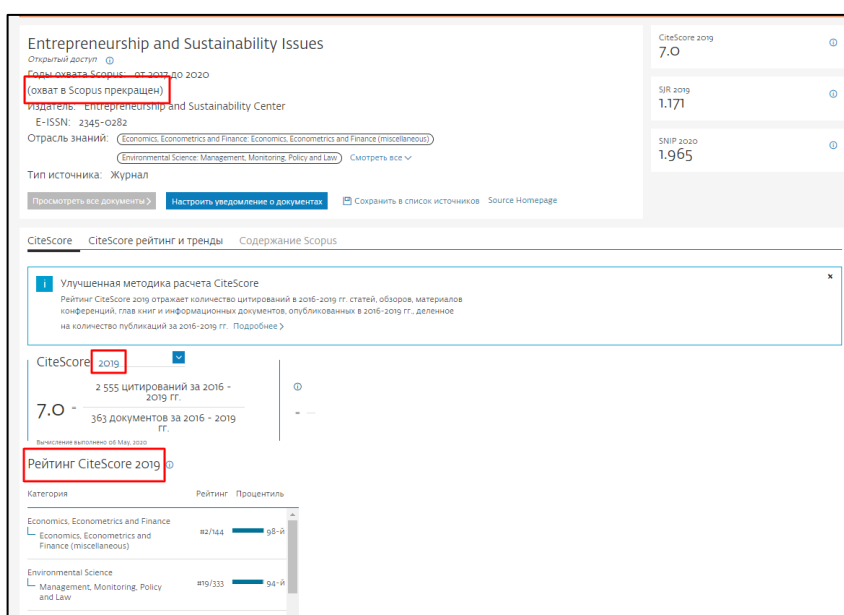 Entrepreneurship and Sustainability Issues
Открытый доступ
Годы охвата Scopus: от 2017 до 2020
(охват в Scopus прекращен)
Издатель: Entrepreneurship and Sustainability Center
E-ISSN: 2345-0282
Отрасль знаний: Economics, Econometrics and Finance: Economics, Econometrics and Finance (miscellaneous)
Environmental Science: Management, Monitoring, Policy and Law Смотреть все
Тип источника: Журнал
Просмотреть все документы > Настроить уведомление о документах Сохранить в список источников Source Homepage
CiteScore 2019
7.0
SJR 2019
1.171
SNIP 2020
1.965
CiteScore CiteScore рейтинг и тренды Содержание Scopus
Улучшенная методика расчета CiteScore
Рейтинг CiteScore 2019 отражает количество цитирований в 2016-2019 гг. статей, обзоров, материалов
конференций, глав книг и информационных документов, опубликованных в 2016-2019 гг., деленное
на количество публикаций за 2016-2019 гг. Подробнее >
CiteScore 2019
2 555 цитирований за 2016 -
2019 гг.
7.0 =
363 документов за 2016 - 2019
гг.
Вычисление выполнено 06 May, 2020
Рейтинг CiteScore 2019
Категория Рейтинг Процентиль
Economics, Econometrics and Finance
Economics, Econometrics and
Finance (miscellaneous)
#2/144 98-й
Environmental Science
Management, Monitoring, Policy
and Law
#19/333 94-й